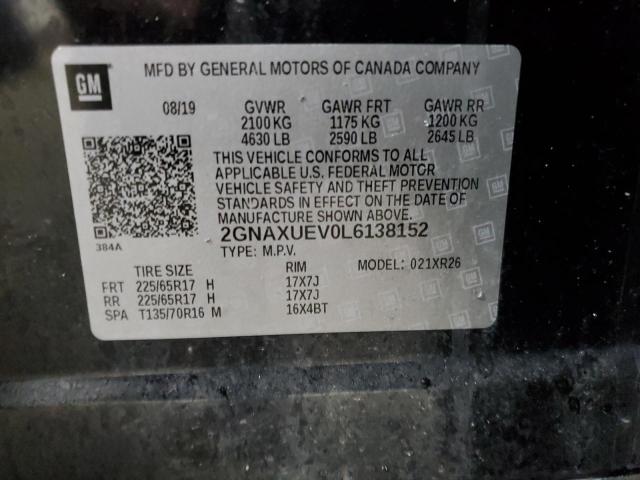 GM
MFD BY GENERAL MOTORS OF CANADA COMPANY
08/19 GVWR GAWR FRT GAWR RR
2100 KG 1175 KG 1200 KG
4630 LB 2590 LB 2645 LB
THIS VEHICLE CONFORMS TO ALL
APPLICABLE U.S. FEDERAL MOTOR
VEHICLE SAFETY AND THEFT PREVENTION
STANDARDS IN EFFECT ON THE DATE OF
MANUFACTURE SHOWN ABOVE.
384A
2GNAXUEV0L6138152
TYPE: M.P.V. MODEL: 021XR26
TIRE SIZE RIM
FRT 225/65R17 H 17X7J
RR 225/65R17 H 17X7J
SPA T135/70R16 M 16X4BT